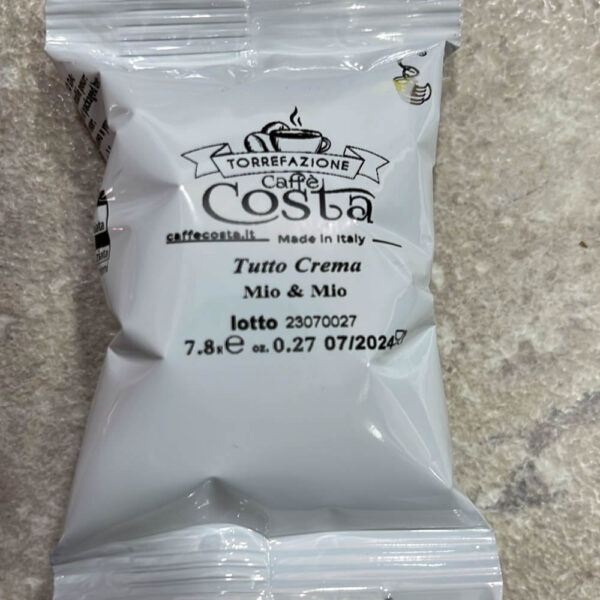 TORREFAZIONE
Caffè
Costa
caffecosta.it Made in Italy
Tutto Crema
Mio & Mio
lotto 23070027
7.8g e oz. 0.27 07/2024